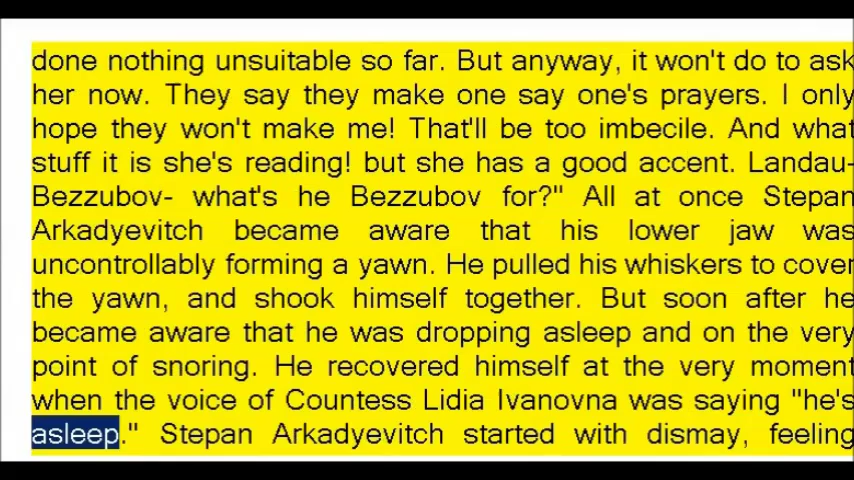 done nothing unsuitable so far. But anyway, it won't do to ask
her now. They say they make one say one's prayers. I only
hope they won't make me! That'll be too imbecile. And what
stuff it is she's reading! but she has a good accent. Landau-
Bezzubov- what's he Bezzubov for?" All at once Stepan
Arkadyevitch became aware that his lower jaw was
uncontrollably forming a yawn. He pulled his whiskers to cover
the yawn, and shook himself together. But soon after he
became aware that he was dropping asleep and on the very
point of snoring. He recovered himself at the very moment
when the voice of Countess Lidia Ivanovna was saying "he's
asleep." Stepan Arkadyevitch started with dismay, feeling